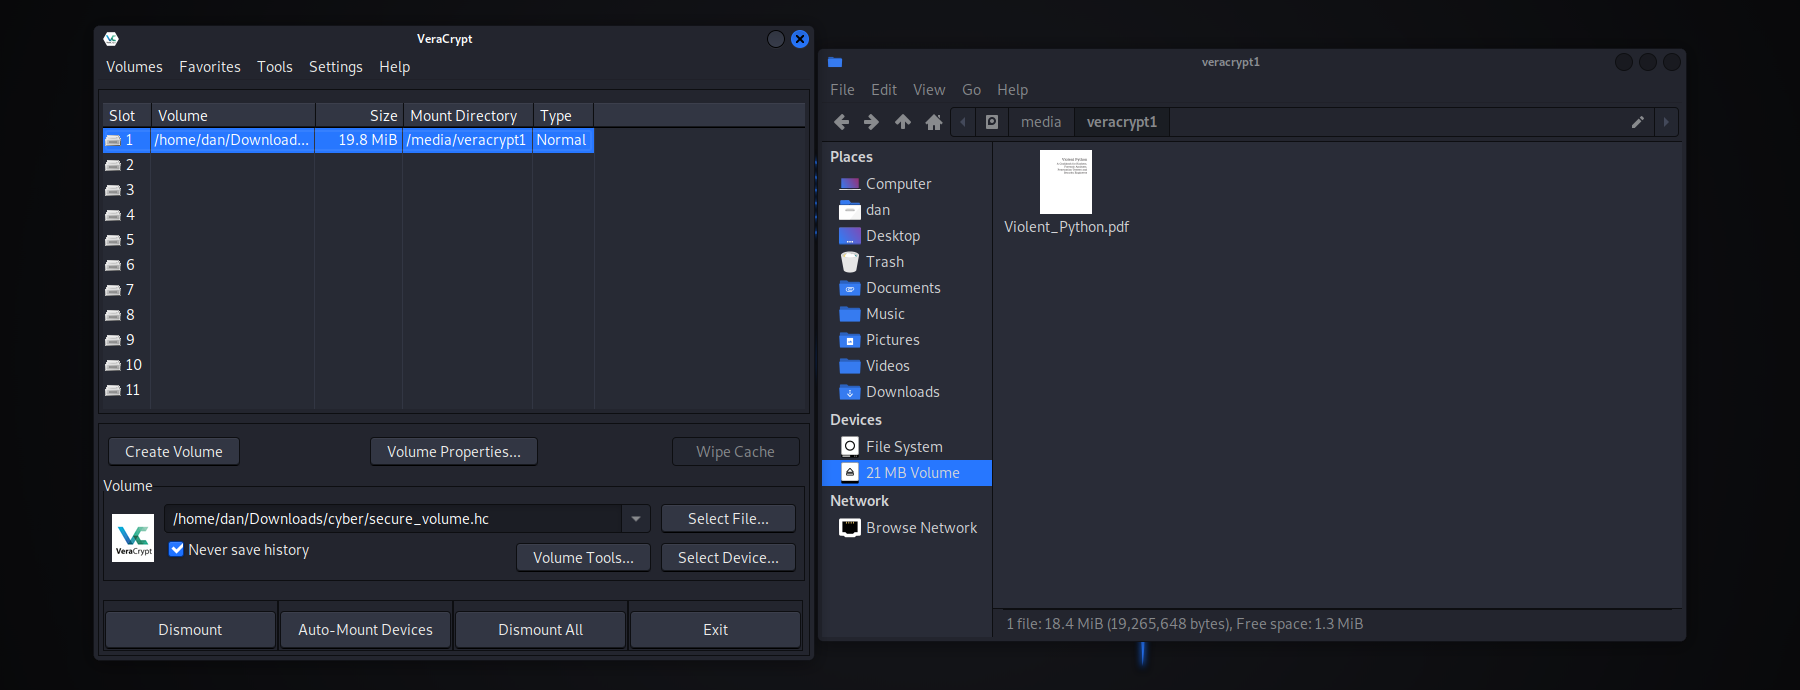 VeraCrypt
Volumes Favorites Tools Settings Help
Slot Volume Size Mount Directory Type
1 /home/dan/Download... 19.8 MiB /media/veracrypt1 Normal
2
3
4
5
6
7
8
9
10
11
Create Volume Volume Properties... Wipe Cache
Volume
VeraCrypt
/home/dan/Downloads/cyber/secure_volume.hc Select File...
Never save history Volume Tools... Select Device...
Dismount Auto-Mount Devices Dismount All Exit
veracrypt1
File Edit View Go Help
media veracrypt1
Places
Computer
dan
Desktop
Trash
Documents
Music
Pictures
Videos
Downloads
Devices
File System
21 MB Volume
Network
Browse Network
Violent Python
Violent_Python.pdf
1 file: 18.4 MiB (19,265,648 bytes), Free space: 1.3 MiB